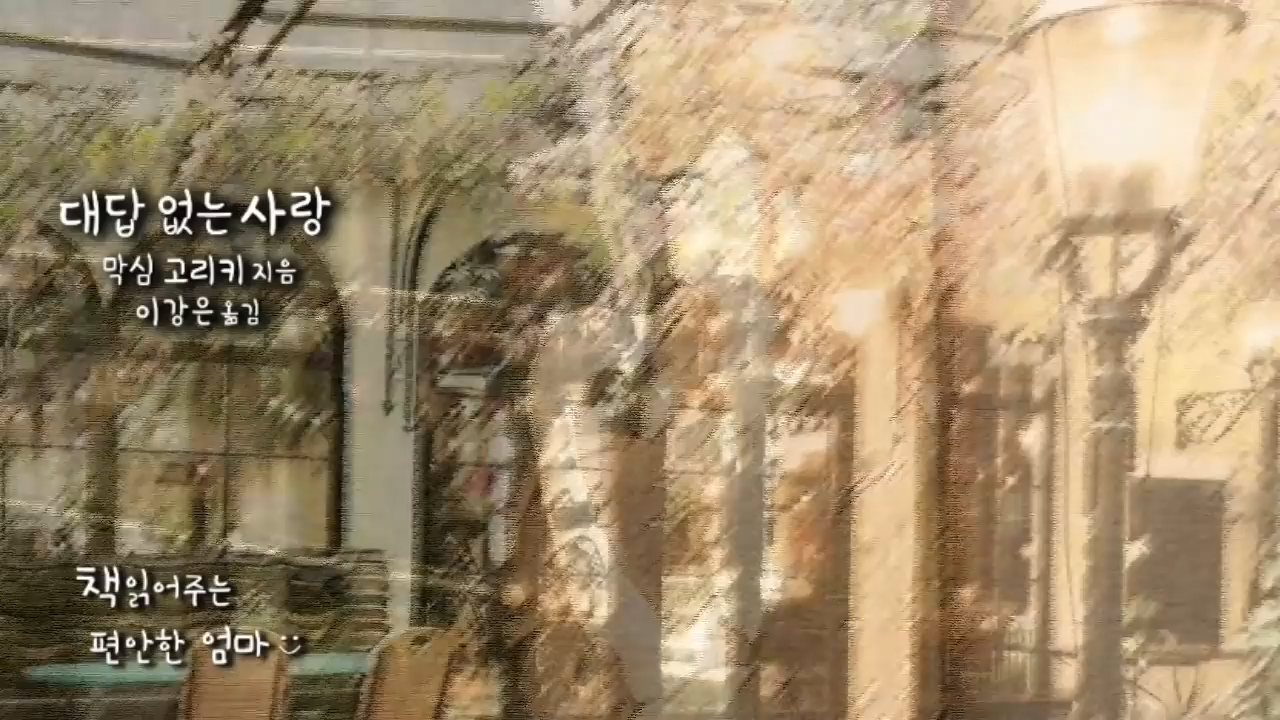 대답 없는 사랑
막심 고리키 지음
이강은 옮김
책읽어주는
편안한 엄마